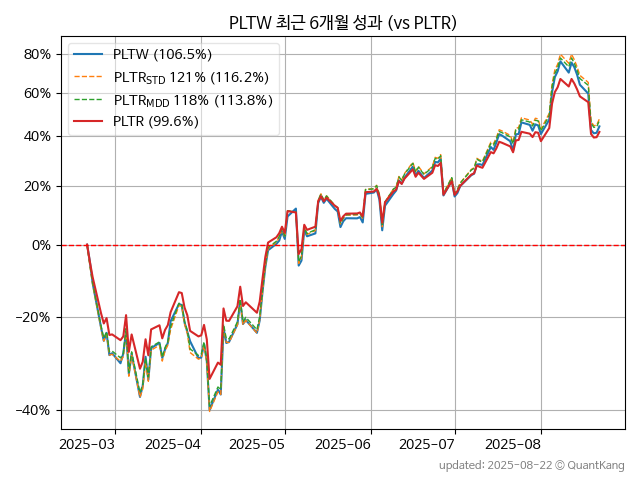 PLTW 최근 6개월 성과 (vs PLTR)
80%
60%
40%
20%
0%
−20%
−40%
PLTW (106.5%)
PLTRSTD 121% (116.2%)
PLTRMDD 118% (113.8%)
PLTR (99.6%)
2025-03 2025-04 2025-05 2025-06 2025-07 2025-08
updated: 2025-08-22 © QuantKang